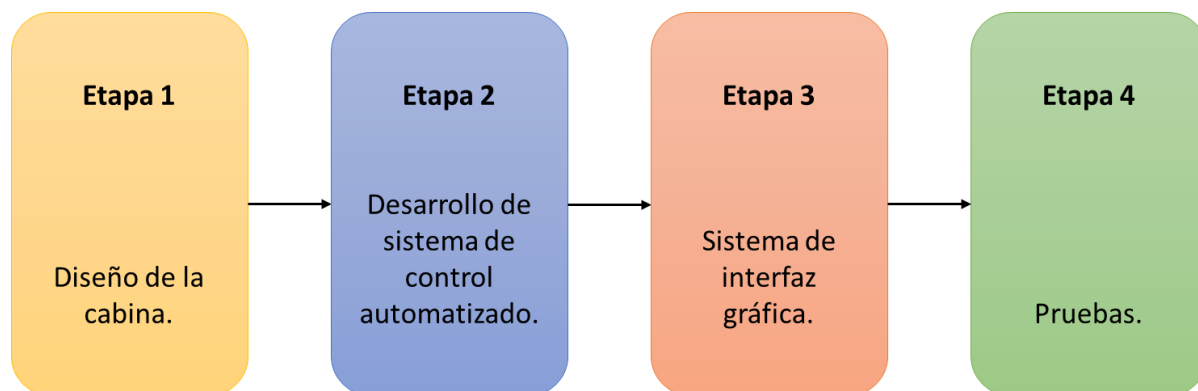 Etapa 1
Diseño de la
cabina.
Etapa 2
Desarrollo de
sistema de
control
automatizado.
Etapa 3
Sistema de
interfaz
gráfica.
Etapa 4
Pruebas.